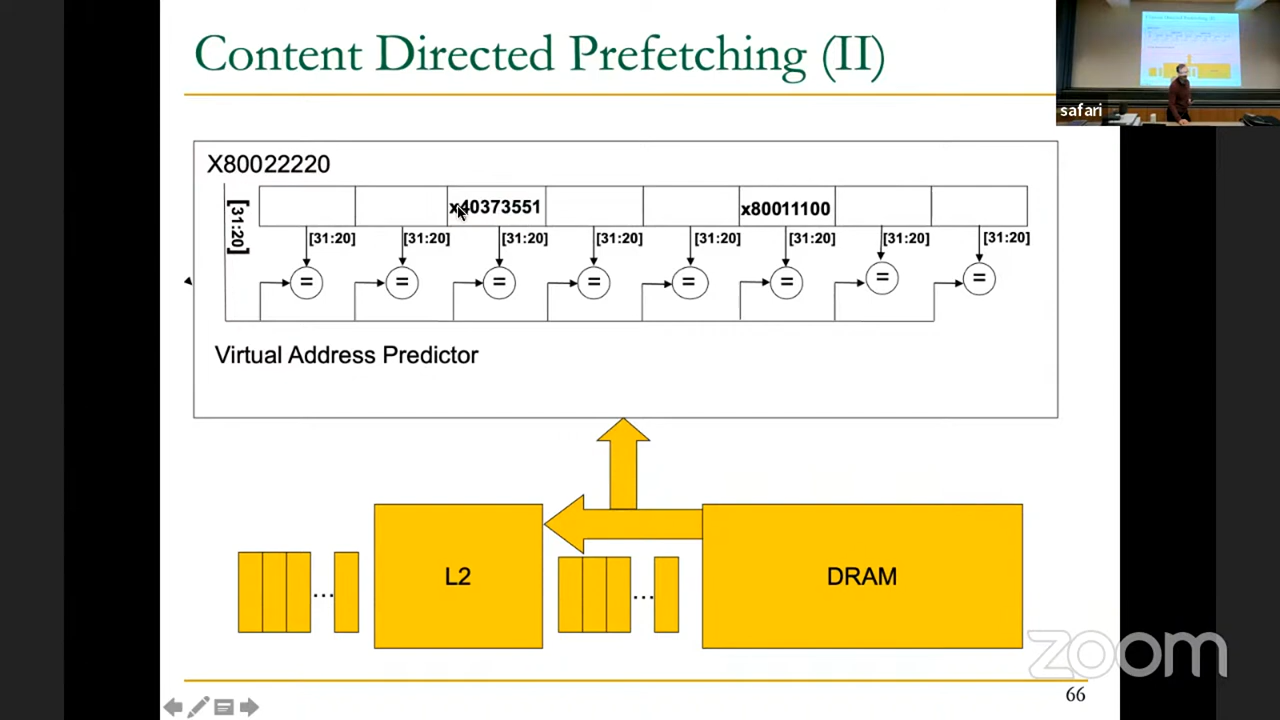 Content Directed Prefetching (II)
safari
X80022220
[31:20]
x40373551 x80011100
[31:20] [31:20] [31:20] [31:20] [31:20] [31:20] [31:20] [31:20]
= = = = = = = =
Virtual Address Predictor
L2
DRAM
...
...
zoom
66